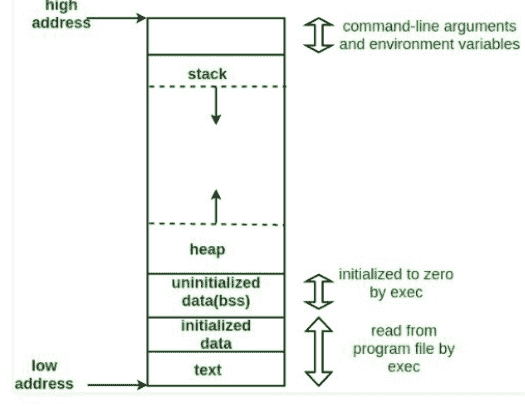 high
address
command-line arguments
and environment variables
stack
heap
uninitialized
data(bss)
initialized to zero
by exec
initialized
data
read from
program file by
exec
text
low
address